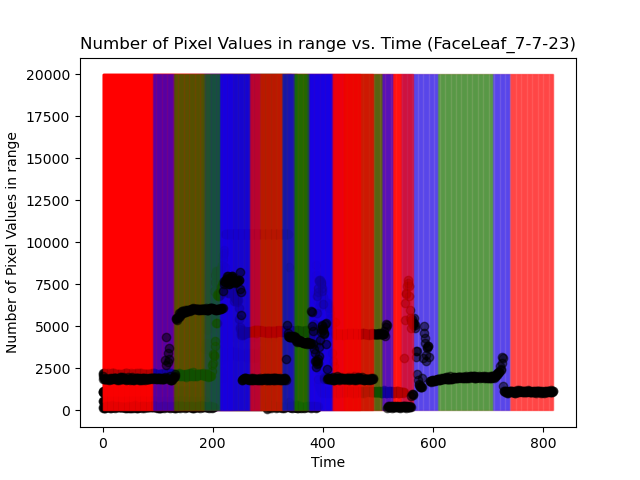 Number of Pixel Values in range vs. Time (FaceLeaf_7-7-23)
20000
17500
15000
12500
10000
7500
5000
2500
0
Number of Pixel Values in range
0 200 400 600 800
Time